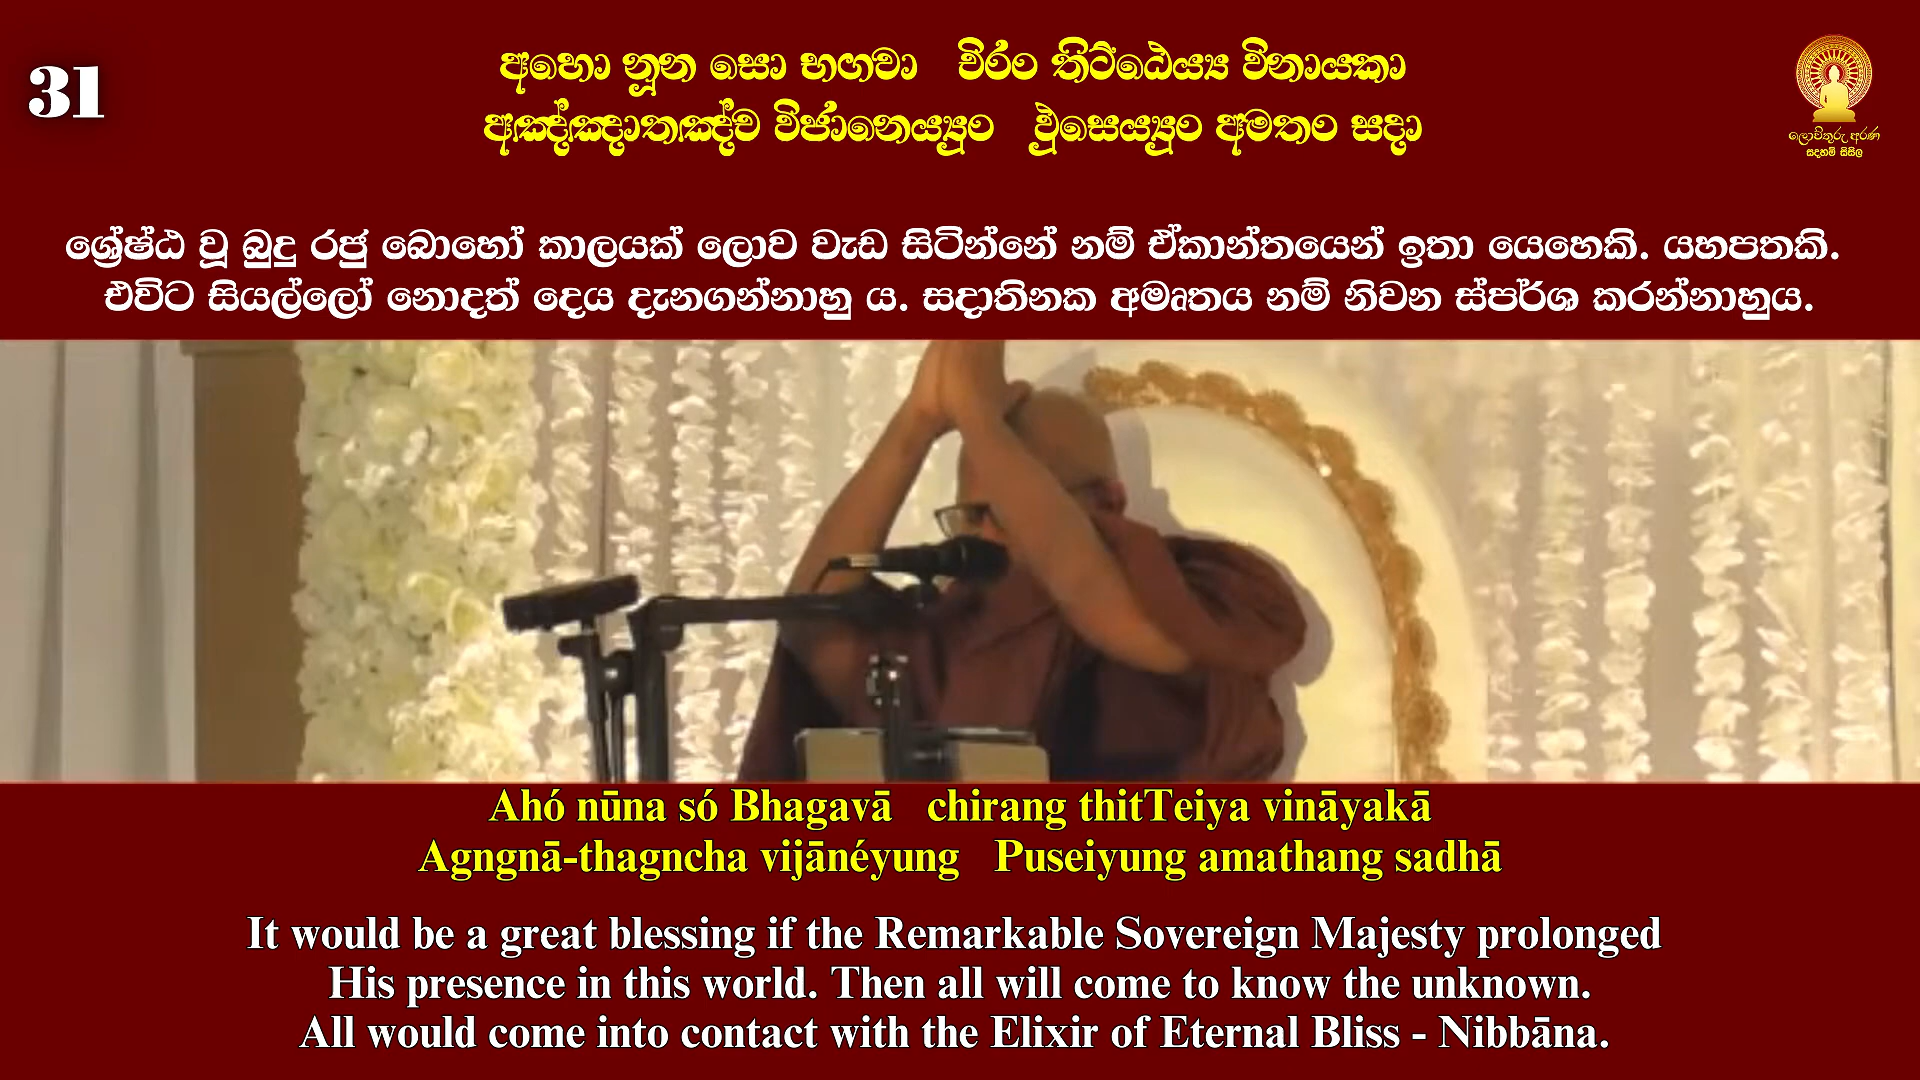 31
අහො නූන සො භගවා චිරං තිට්ඨෙය්‍ය විනායකා
අඤ්ඤාතඤ්ච විජානෙය්‍යුං ඵුසෙය්‍යුං අමතං සදා
ලොවිතුරු අරණ
සදහම් සිසිල
ශ්‍රේෂ්ඨ වූ බුදු රජු බොහෝ කාලයක් ලොව වැඩ සිටින්නේ නම් ඒකාන්තයෙන් ඉතා යෙහෙකි. යහපතකි.
එවිට සියල්ලෝ නොදත් දෙය දැනගන්නාහු ය. සදාතනික අමෘතය නම් නිවන ස්පර්ශ කරන්නාහුය.
Ahó nūna só Bhagavā chirang thitTeiya vināyakā
Agngnā-thagncha vijānéyung Puseiyung amathang sadhā
It would be a great blessing if the Remarkable Sovereign Majesty prolonged
His presence in this world. Then all will come to know the unknown.
All would come into contact with the Elixir of Eternal Bliss - Nibbāna.